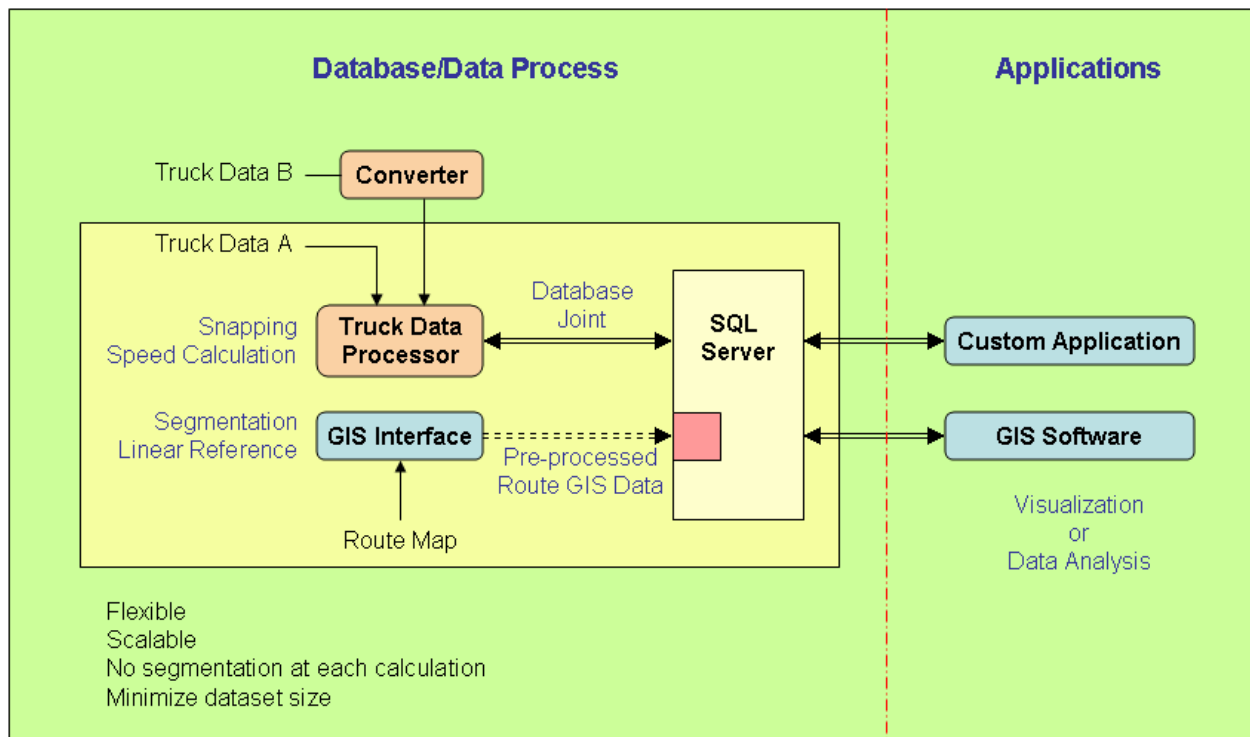 Database/Data Process
Applications
Truck Data B
Converter
Truck Data A
Snapping
Speed Calculation
Truck Data
Processor
Database
Joint
SQL
Server
Custom Application
Segmentation
Linear Reference
GIS Interface
Pre-processed
Route GIS Data
GIS Software
Route Map
Visualization
or
Data Analysis
Flexible
Scalable
No segmentation at each calculation
Minimize dataset size